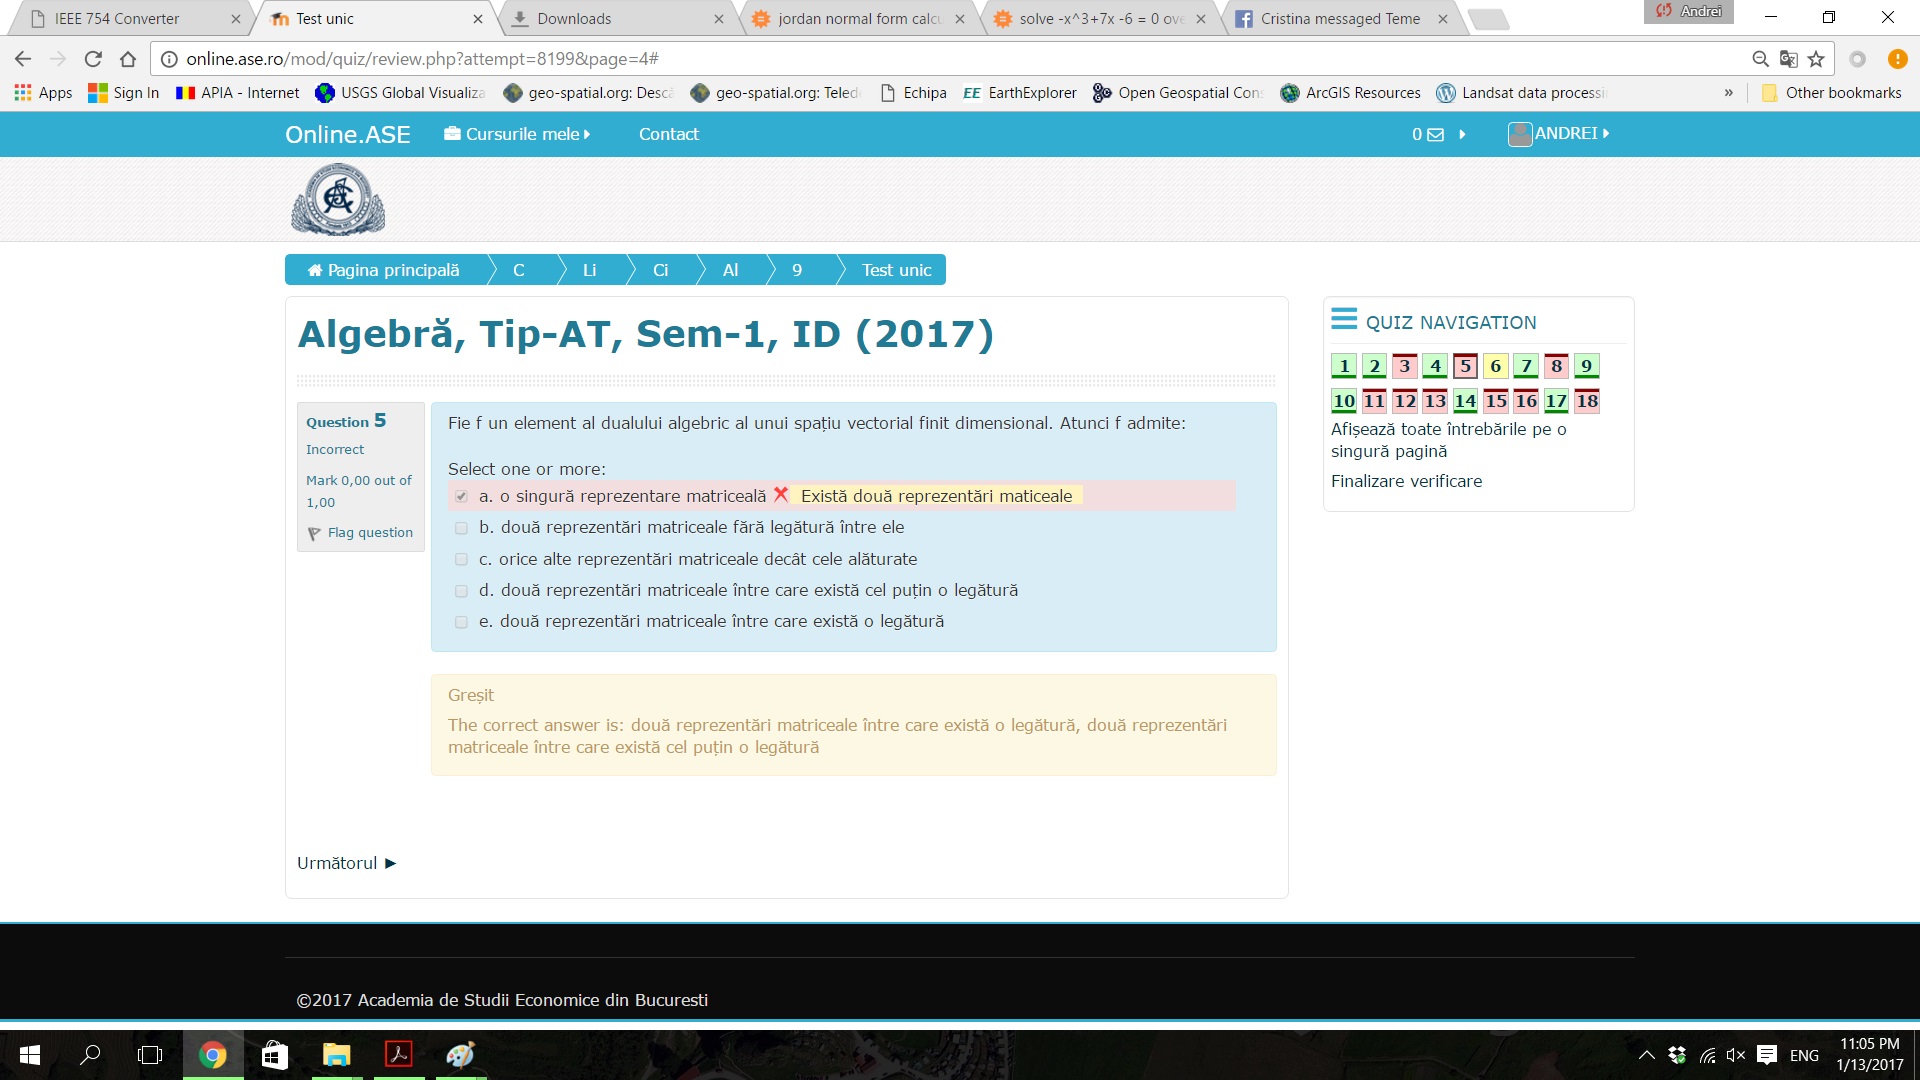 IEEE 754 Converter
Test unic
Downloads
jordan normal form calcu
solve -x^3+7x -6 = 0 ove
Cristina messaged Teme
Andrei
online.ase.ro/mod/quiz/review.php?attempt=8199&page=4#
Apps
Sign In
APIA - Internet
USGS Global Visualiza
geo-spatial.org: Descă
geo-spatial.org: Teled
Echipa
EE EarthExplorer
Open Geospatial Con
ArcGIS Resources
Landsat data processi
»
Other bookmarks
Online.ASE
Cursurile mele
Contact
0
ANDREI
Pagina principală
C
Li
Ci
Al
9
Test unic
Algebră, Tip-AT, Sem-1, ID (2017)
Question 5
Incorrect
Mark 0,00 out of
1,00
Flag question
Fie f un element al dualului algebric al unui spațiu vectorial finit dimensional. Atunci f admite:
Select one or more:
a. o singură reprezentare matriceală Există două reprezentări maticeale
b. două reprezentări matriceale fără legătură între ele
c. orice alte reprezentări matriceale decât cele alăturate
d. două reprezentări matriceale între care există cel puțin o legătură
e. două reprezentări matriceale între care există o legătură
Greșit
The correct answer is: două reprezentări matriceale între care există o legătură, două reprezentări
matriceale între care există cel puțin o legătură
Următorul ►
QUIZ NAVIGATION
1 2 3 4 5 6 7 8 9
10 11 12 13 14 15 16 17 18
Afișează toate întrebările pe o
singură pagină
Finalizare verificare
©2017 Academia de Studii Economice din Bucuresti
ENG
11:05 PM
1/13/2017